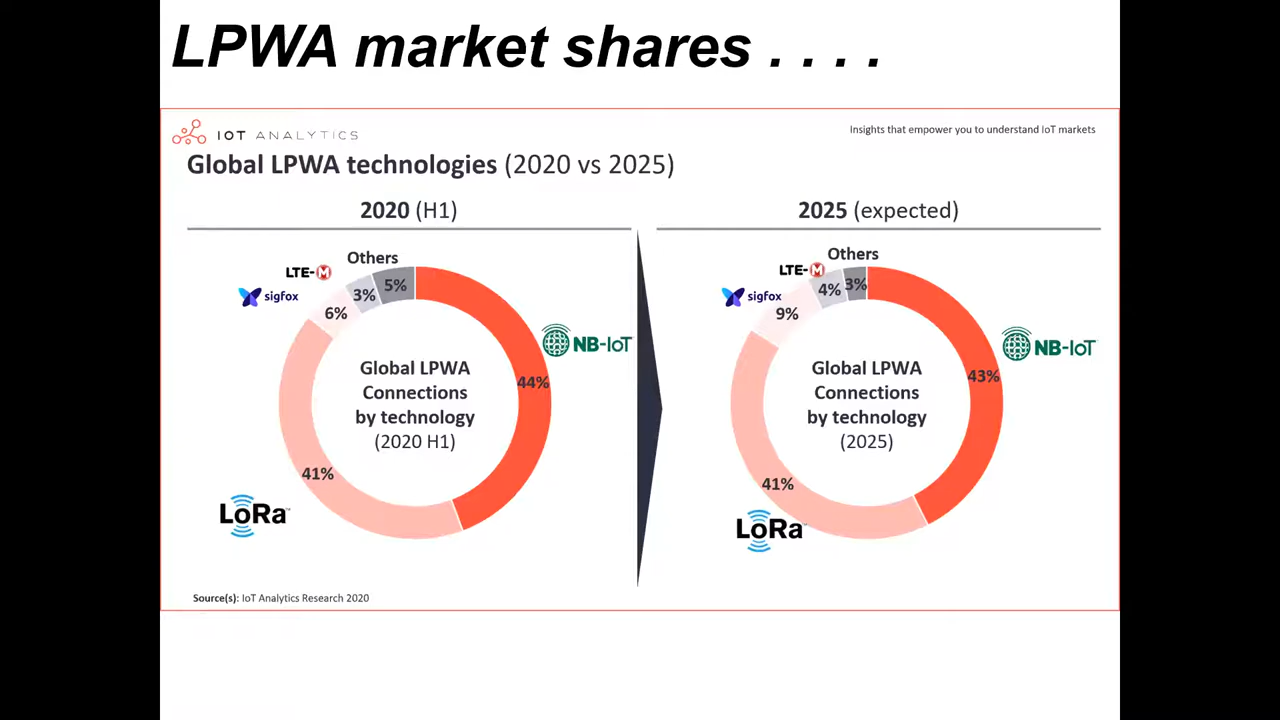 LPWA market shares . . . .
IOT ANALYTICS
Insights that empower you to understand IoT markets
Global LPWA technologies (2020 vs 2025)
2020 (H1)
Others
LTE-M
sigfox
5%
3%
6%
NB-IoT
44%
Global LPWA
Connections
by technology
(2020 H1)
41%
LoRa™
2025 (expected)
Others
LTE-M
sigfox
3%
4%
9%
NB-IoT
43%
Global LPWA
Connections
by technology
(2025)
41%
LoRa
Source(s): IoT Analytics Research 2020